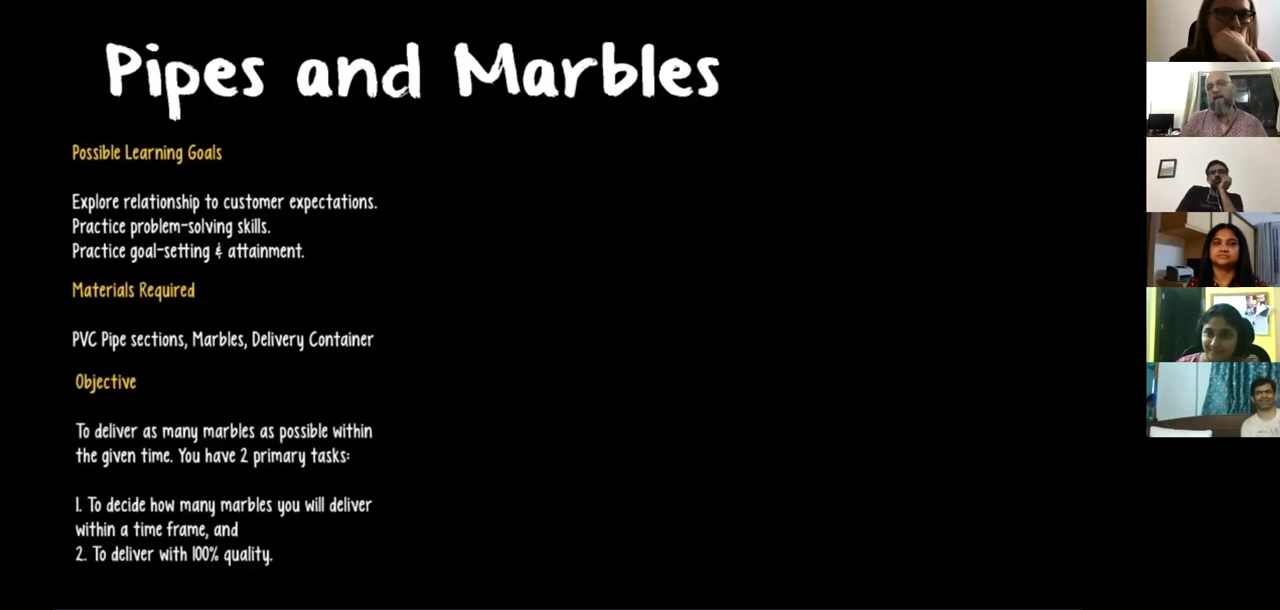 Pipes and Marbles
Possible Learning Goals
Explore relationship to customer expectations.
Practice problem-solving skills.
Practice goal-setting & attainment.
Materials Required
PVC Pipe sections, Marbles, Delivery Container
Objective
To deliver as many marbles as possible within
the given time. You have 2 primary tasks:
1. To decide how many marbles you will deliver
within a time frame, and
2. To deliver with 100% quality.